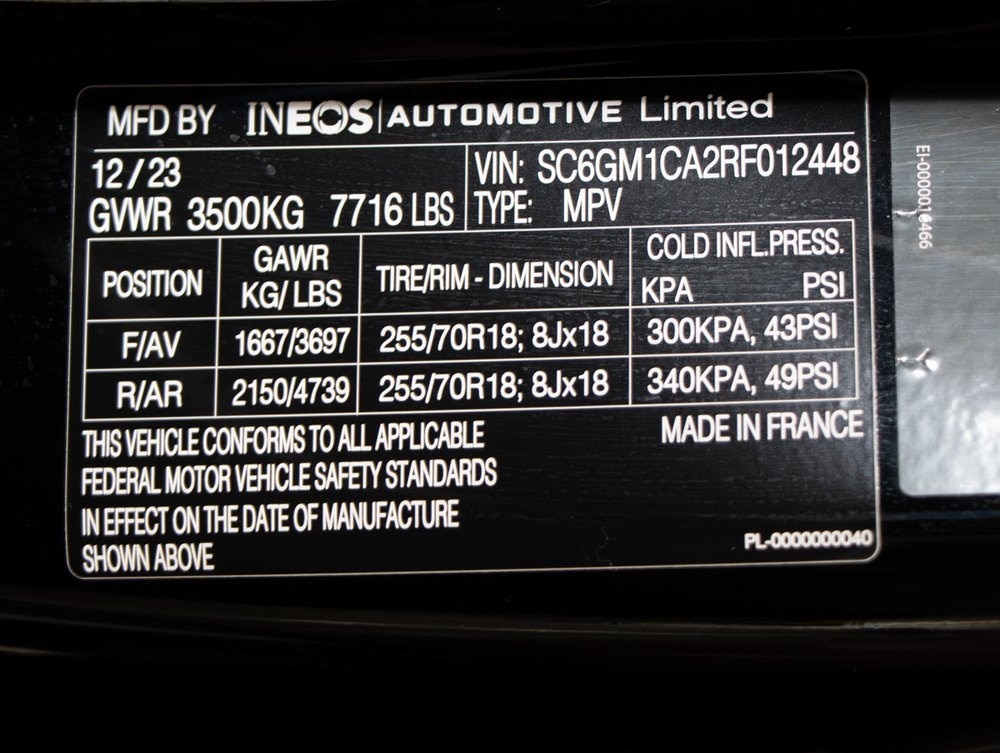 MFD BY INEOS AUTOMOTIVE Limited
12/23
GVWR 3500KG 7716 LBS
VIN: SC6GM1CA2RF012448
TYPE: MPV
POSITION GAWR KG/LBS TIRE/RIM - DIMENSION COLD INFL.PRESS. KPA PSI
F/AV 1667/3697 255/70R18; 8Jx18 300KPA, 43PSI
R/AR 2150/4739 255/70R18; 8Jx18 340KPA, 49PSI
THIS VEHICLE CONFORMS TO ALL APPLICABLE
FEDERAL MOTOR VEHICLE SAFETY STANDARDS
IN EFFECT ON THE DATE OF MANUFACTURE
SHOWN ABOVE
MADE IN FRANCE
PL-0000000040